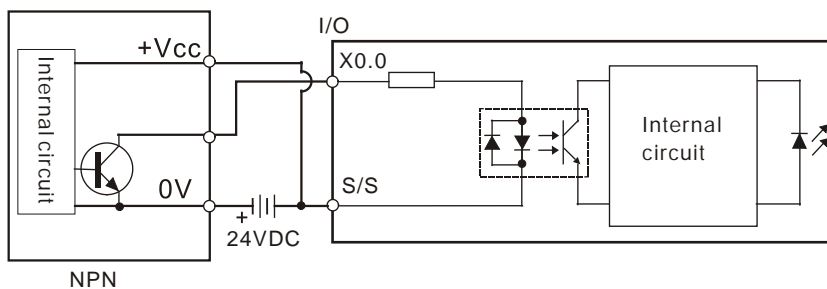 I/O
+Vcc
X0.0
Internal circuit
Internal
circuit
0V
S/S
+
24VDC
NPN